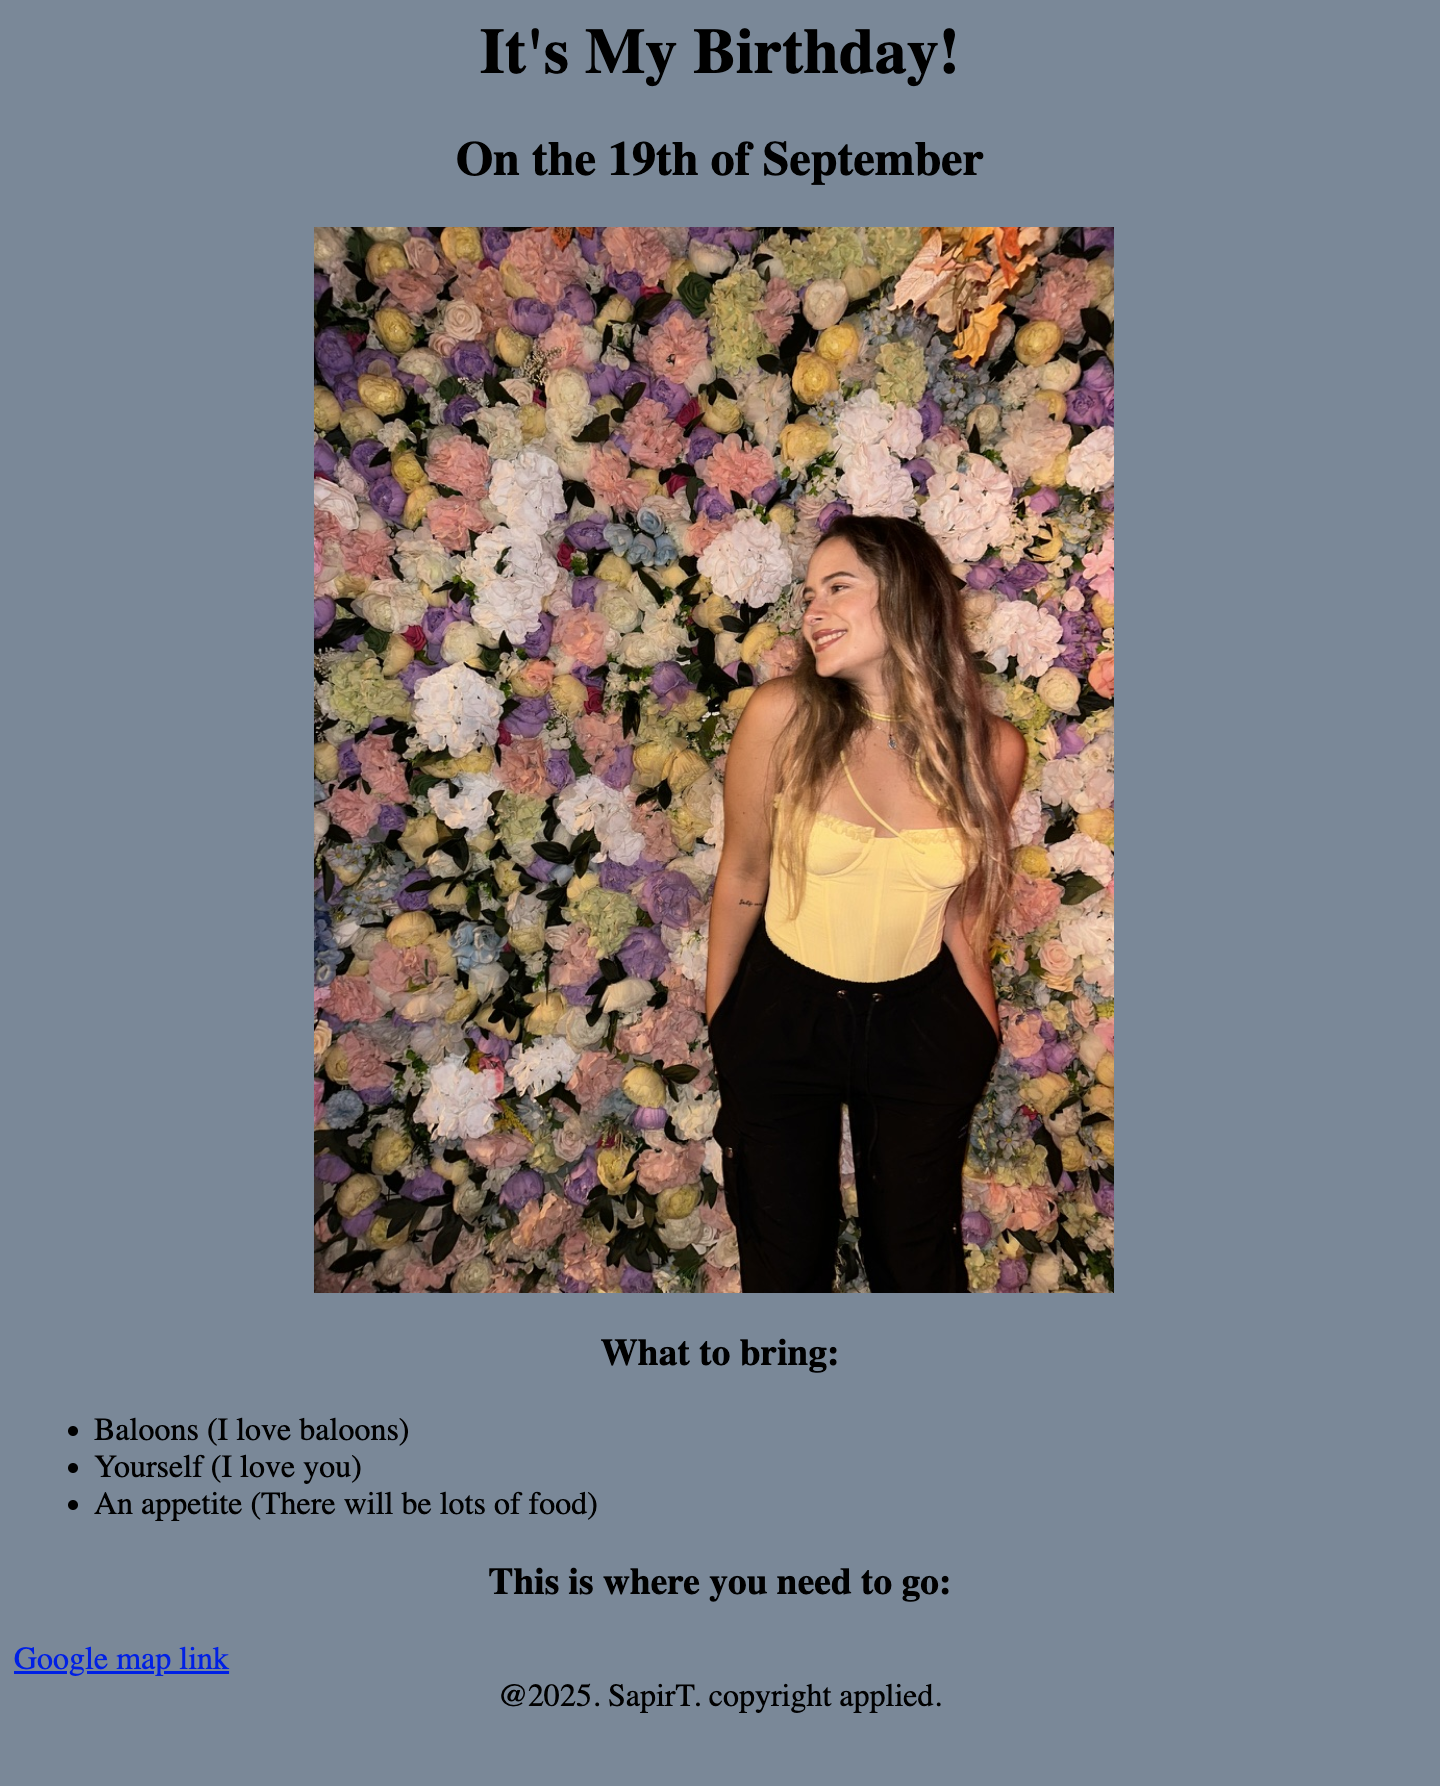 It's My Birthday!
On the 19th of September
What to bring:
Baloons (I love baloons)
Yourself (I love you)
An appetite (There will be lots of food)
This is where you need to go:
Google map link
@2025. SapirT. copyright applied.